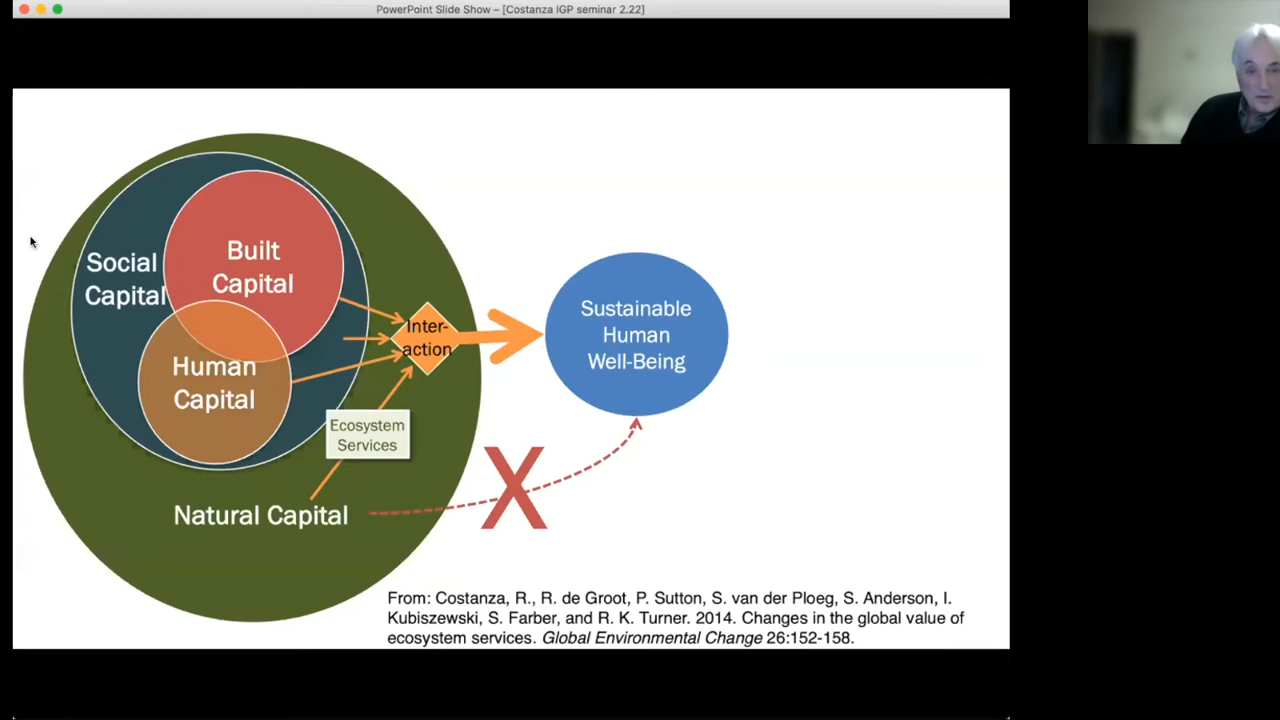 PowerPoint Slide Show – [Costanza IGP seminar 2.22]
Built
Capital
Social
Capital
Human
Capital
Inter-
action
Sustainable
Human
Well-Being
Ecosystem
Services
Natural Capital
X
From: Costanza, R., R. de Groot, P. Sutton, S. van der Ploeg, S. Anderson, I.
Kubiszewski, S. Farber, and R. K. Turner. 2014. Changes in the global value of
ecosystem services. Global Environmental Change 26:152-158.